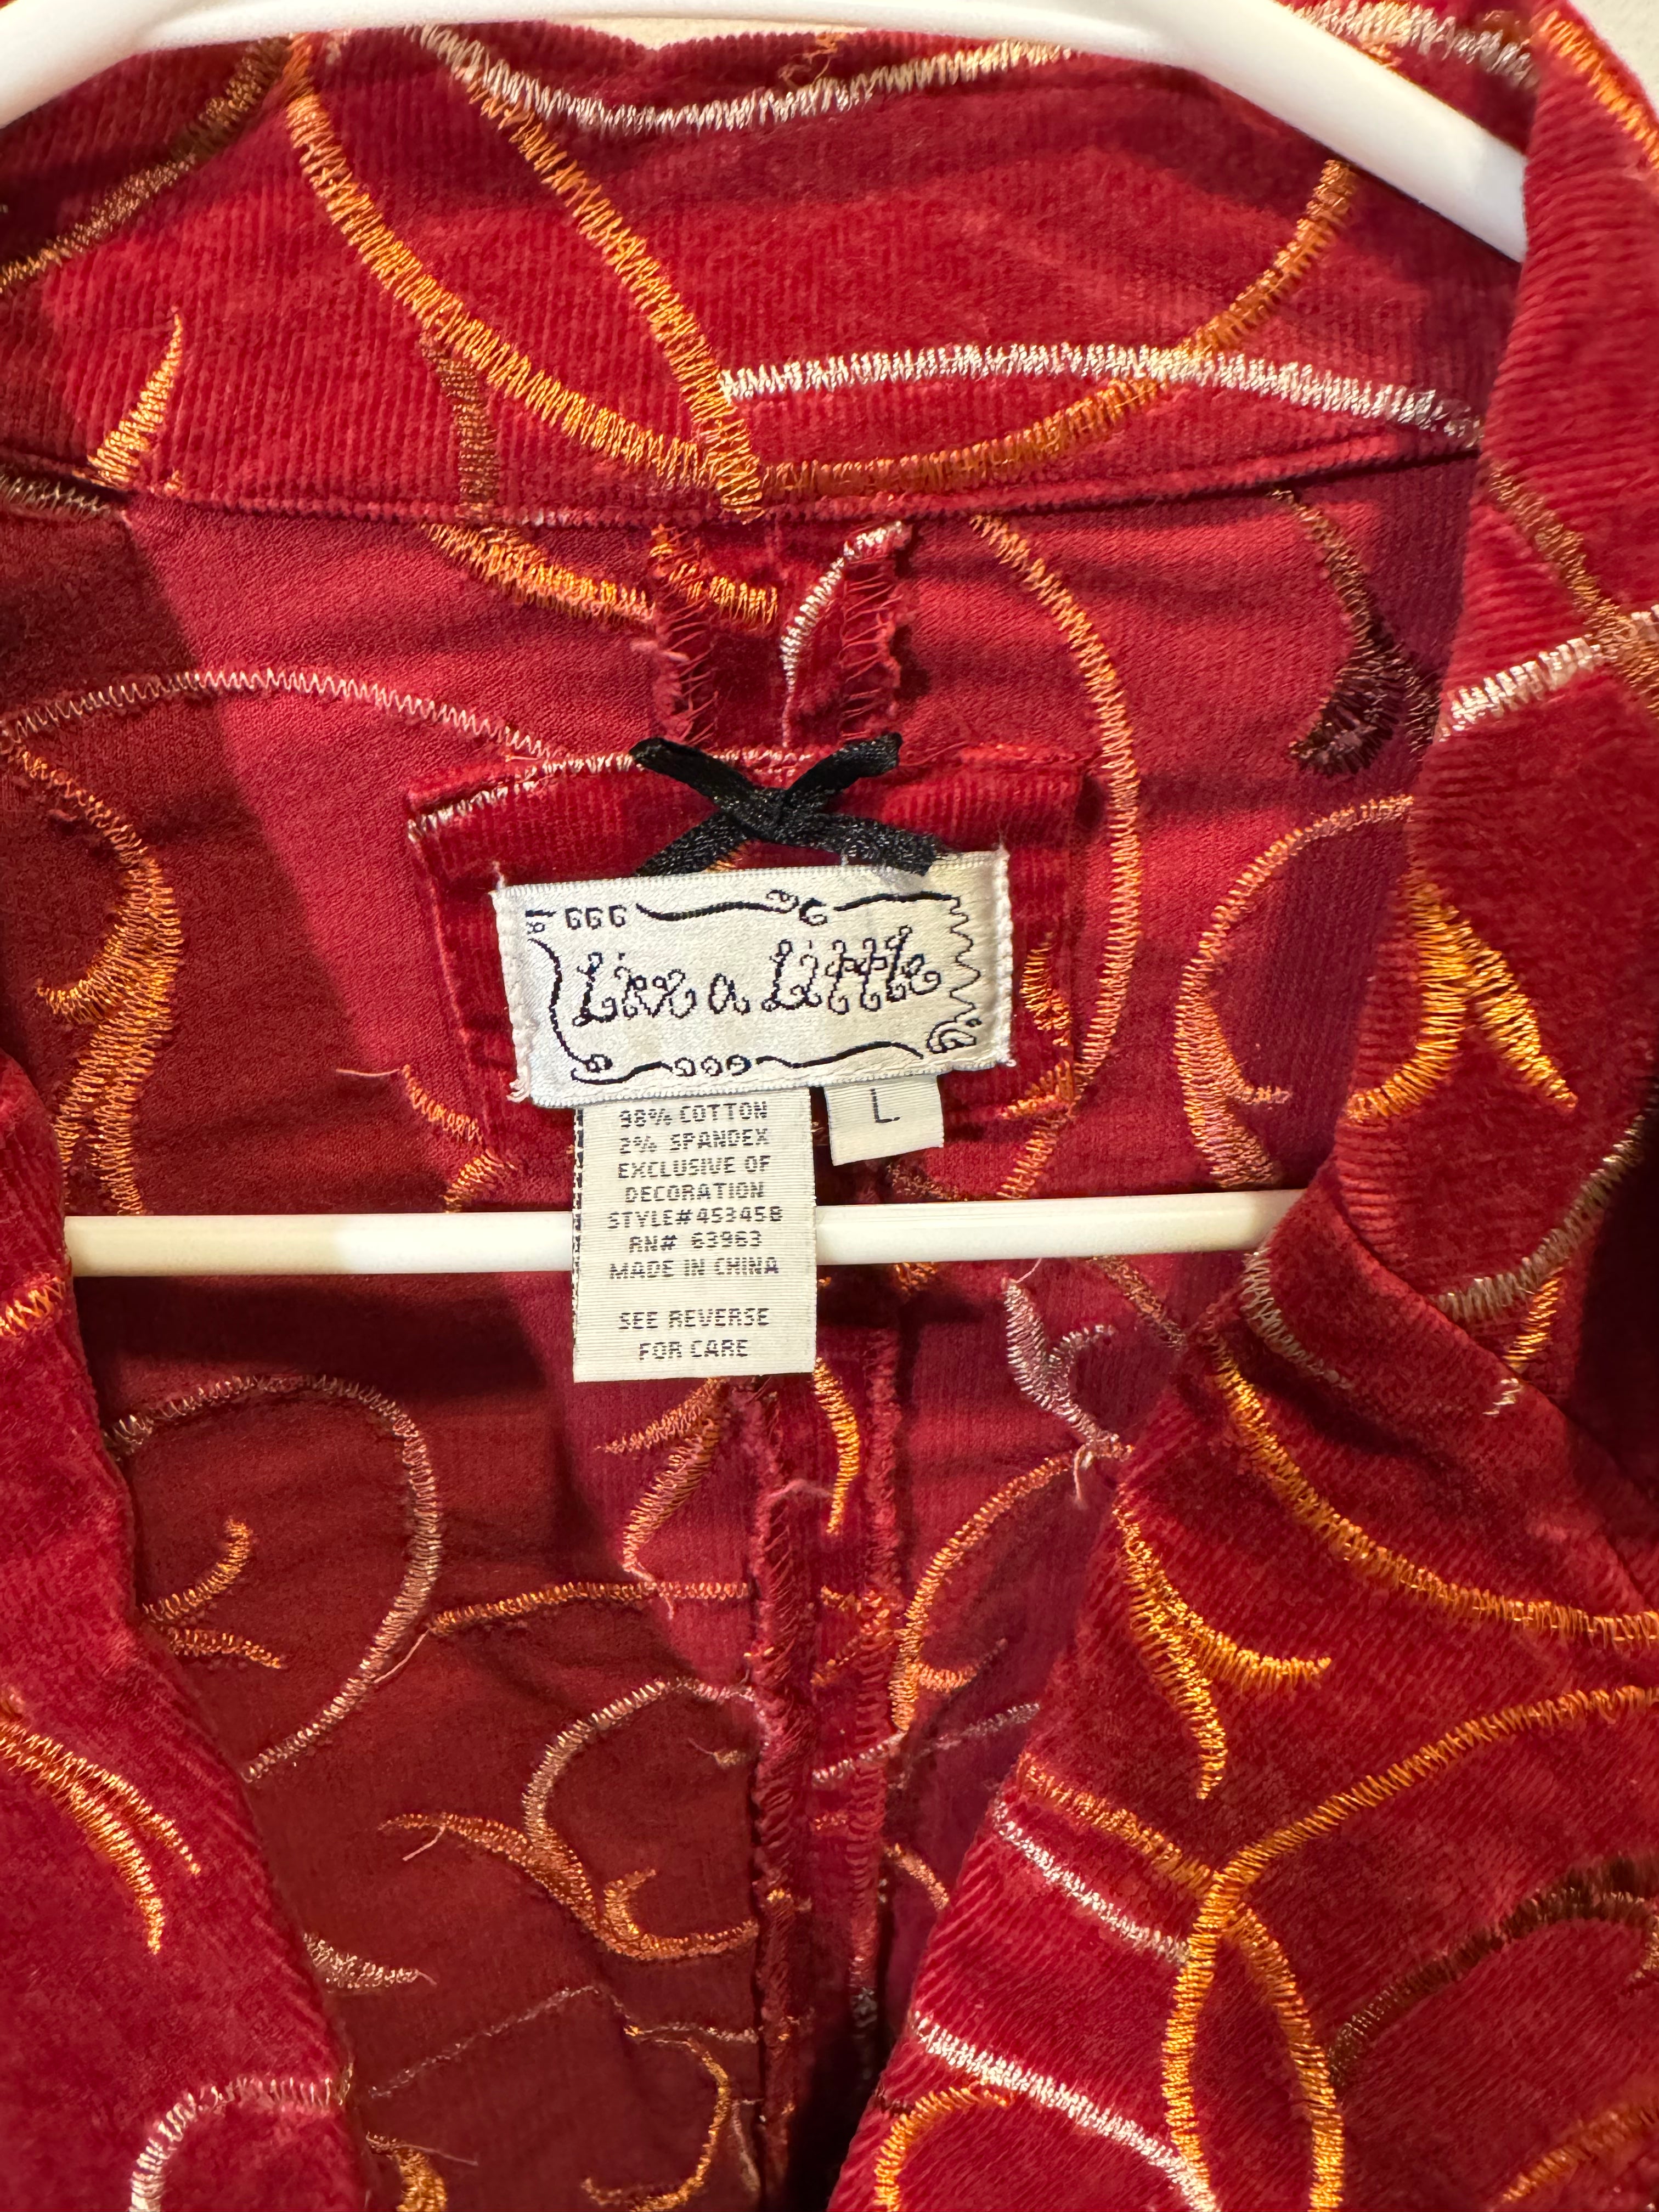 Live a Little
L
98% COTTON
2% SPANDEX
EXCLUSIVE OF
DECORATION
STYLE#453458
RN# 63963
MADE IN CHINA
SEE REVERSE
FOR CARE